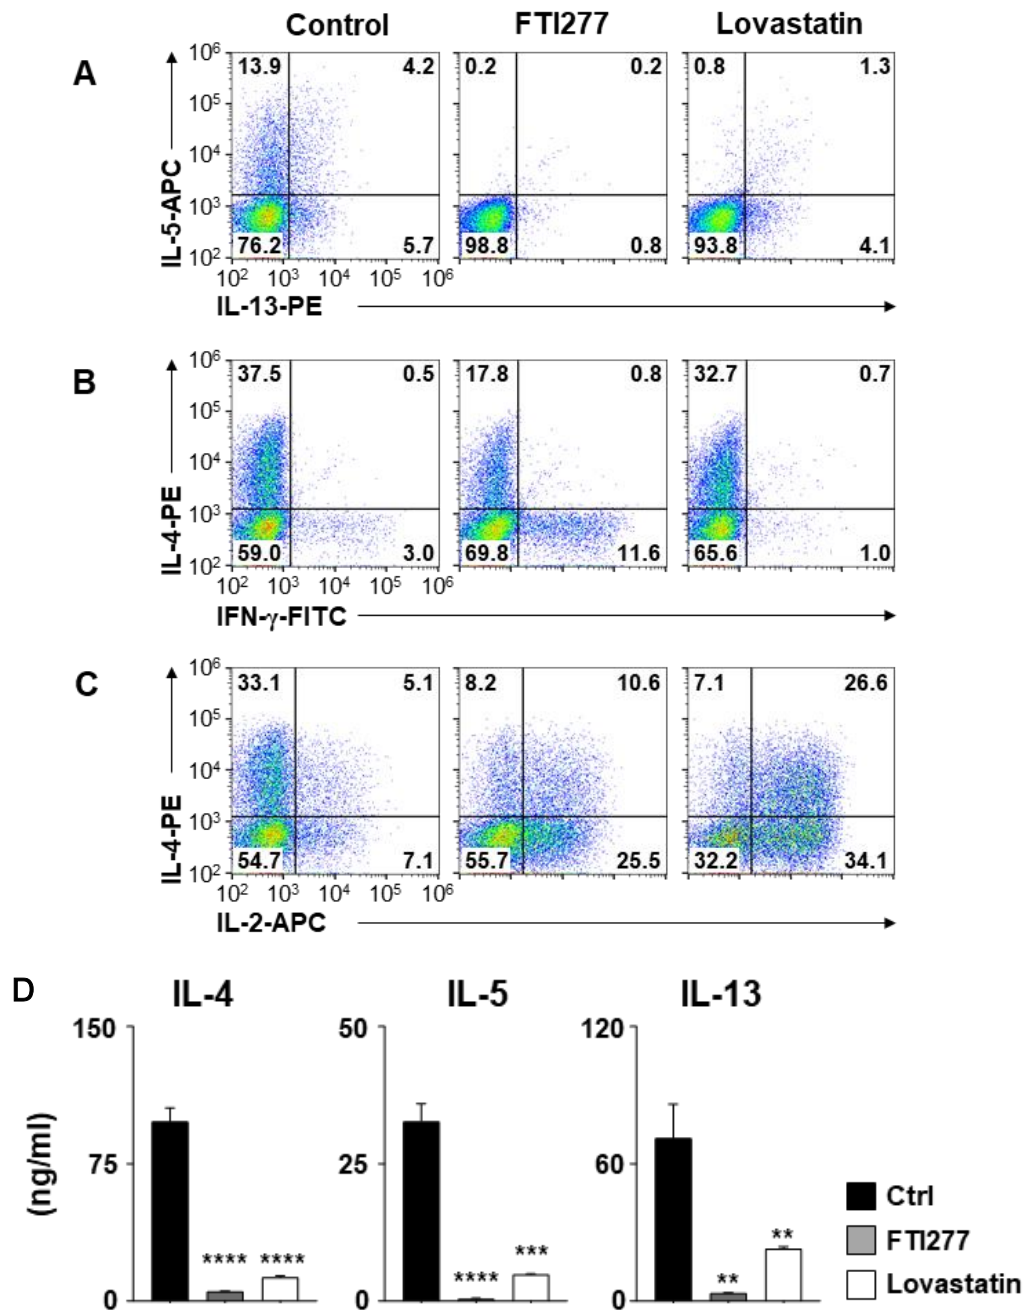 Control FTI277 Lovastatin
A
10⁶
10⁵
10⁴
10³
10²
IL-5-APC
13.9 4.2
76.2 5.7
0.2 0.2
98.8 0.8
0.8 1.3
93.8 4.1
10² 10³ 10⁴ 10⁵ 10⁶
IL-13-PE
B
10⁶
10⁵
10⁴
10³
10²
IL-4-PE
37.5 0.5
59.0 3.0
17.8 0.8
69.8 11.6
32.7 0.7
65.6 1.0
10² 10³ 10⁴ 10⁵ 10⁶
IFN-γ-FITC
C
10⁶
10⁵
10⁴
10³
10²
IL-4-PE
33.1 5.1
54.7 7.1
8.2 10.6
55.7 25.5
7.1 26.6
32.2 34.1
10² 10³ 10⁴ 10⁵ 10⁶
IL-2-APC
D
(ng/ml)
IL-4
150
75
0
**** ****
IL-5
50
25
0
**** ***
IL-13
120
60
0
** **
Ctrl
FTI277
Lovastatin